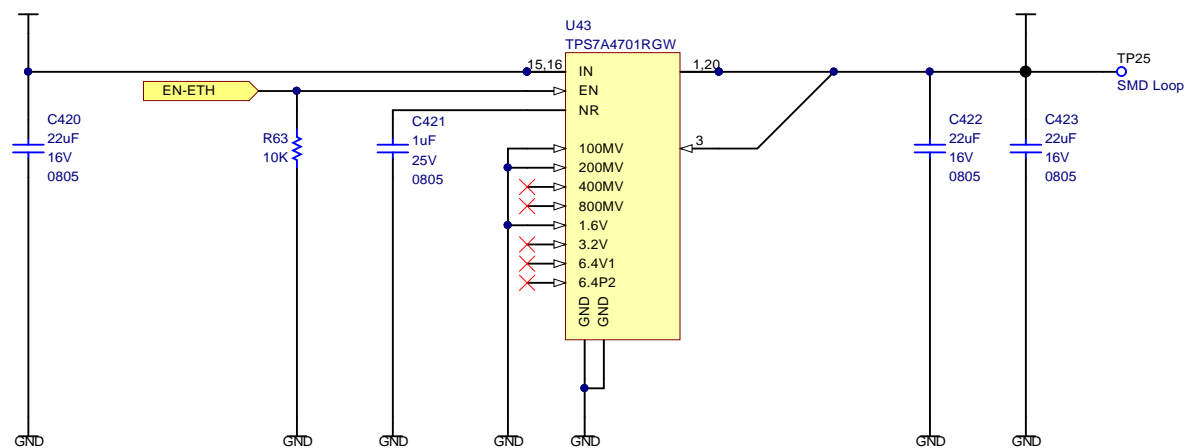 U43
TPS7A4701RGW
15,16
IN
1,20
EN-ETH
EN
NR
TP25
SMD Loop
C420
22uF
16V
0805
R63
10K
C421
1uF
25V
0805
100MV
3
200MV
400MV
800MV
1.6V
3.2V
6.4V1
6.4P2
GND
GND
C422
22uF
16V
0805
C423
22uF
16V
0805
GND
GND
GND
GND
GND
GND
GND